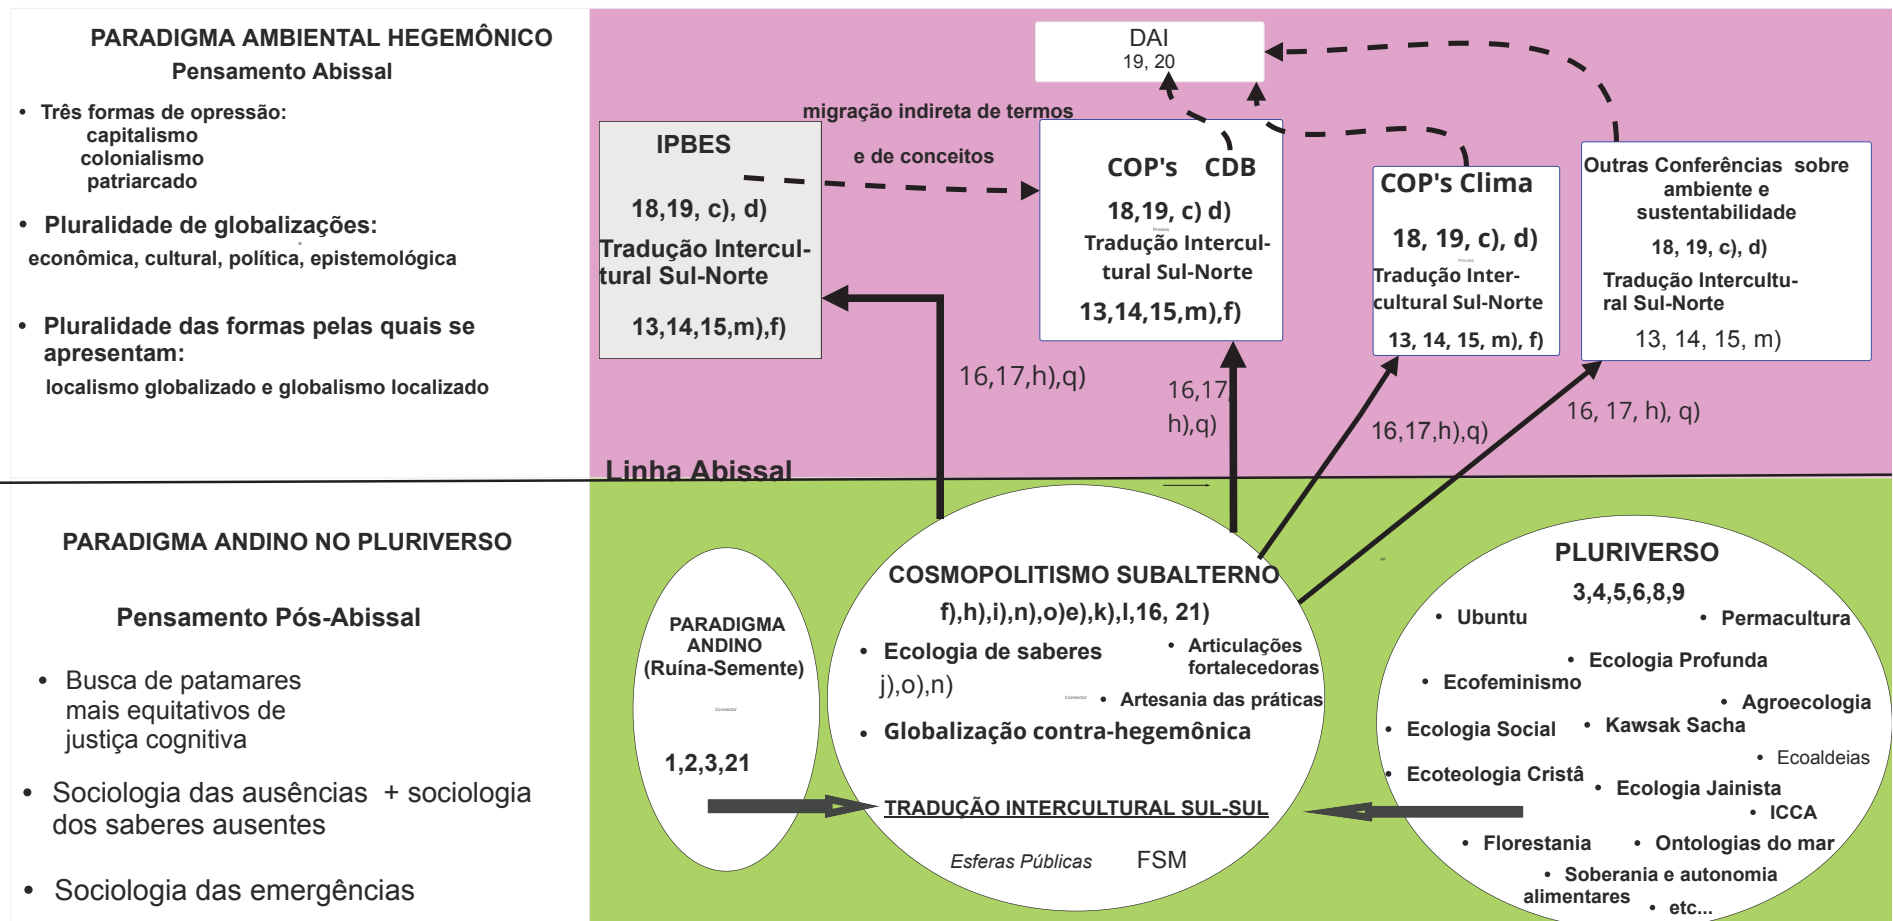 PARADIGMA AMBIENTAL HEGEMÔNICO
Pensamento Abissal
• Três formas de opressão:
capitalismo
colonialismo
patriarcado
• Pluralidade de globalizações:
econômica, cultural, política, epistemológica
• Pluralidade das formas pelas quais se
apresentam:
localismo globalizado e globalismo localizado
DAI
19, 20
migração indireta de termos
e de conceitos
IPBES
18,19, c), d)
Tradução Intercul-
tural Sul-Norte
13,14,15,m),f)
COP's CDB
18,19, c) d)
Process
Tradução Intercul-
tural Sul-Norte
13,14,15,m),f)
COP's Clima
18, 19, c), d)
Process
Tradução Inter-
cultural Sul-Norte
13, 14, 15, m), f)
Outras Conferências sobre
ambiente e
sustentabilidade
18, 19, c), d)
Tradução Intercultu-
ral Sul-Norte
13, 14, 15, m)
16,17,h),q)
16,17,
h),q)
16,17,h),q)
16, 17, h), q)
Linha Abissal
PARADIGMA ANDINO NO PLURIVERSO
Pensamento Pós-Abissal
• Busca de patamares
mais equitativos de
justiça cognitiva
• Sociologia das ausências + sociologia
dos saberes ausentes
• Sociologia das emergências
PARADIGMA
ANDINO
(Ruína-Semente)
Connector
1,2,3,21
COSMOPOLITISMO SUBALTERNO
f),h),i),n),o)e),k),l,16, 21)
• Ecologia de saberes
j),o),n)
• Articulações
fortalecedoras
Connector
• Artesania das práticas
• Globalização contra-hegemônica
TRADUÇÃO INTERCULTURAL SUL-SUL
Esferas Públicas FSM
PLURIVERSO
3,4,5,6,8,9
• Ubuntu
• Permacultura
• Ecologia Profunda
• Ecofeminismo
• Agroecologia
• Ecologia Social
• Kawsak Sacha
• Ecoaldeias
• Ecoteologia Cristâ
• Ecologia Jainista
• ICCA
• Florestania
• Ontologias do mar
• Soberania e autonomia
alimentares
• etc...